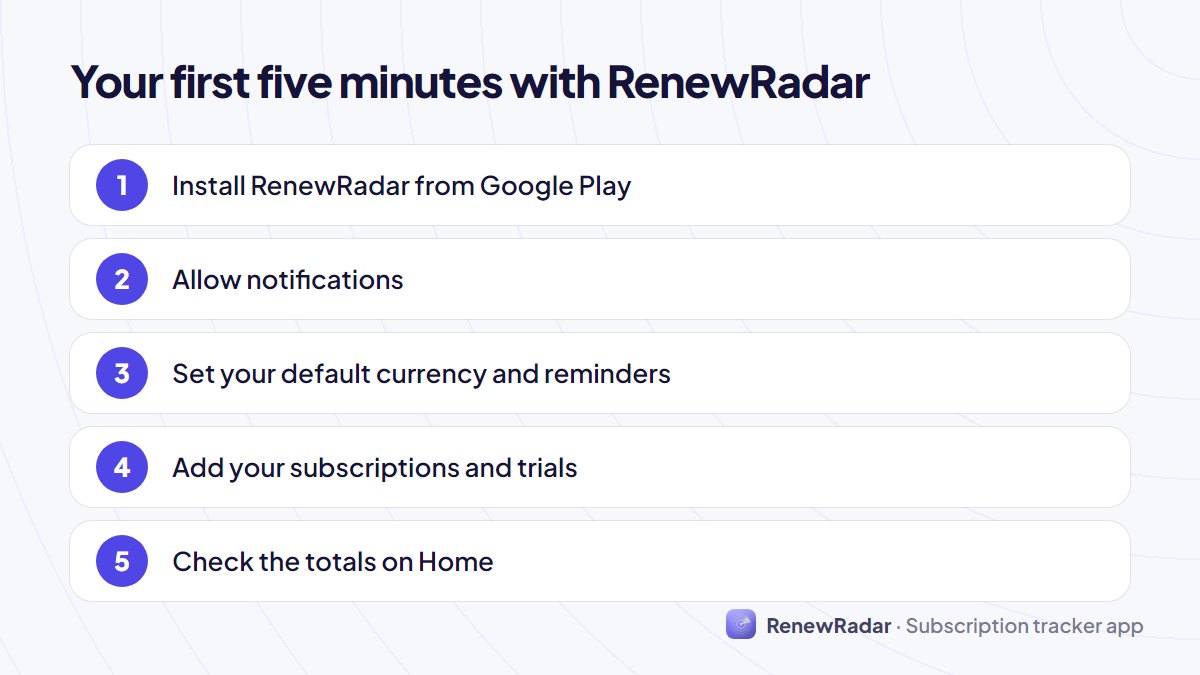 Your first five minutes with RenewRadar
1 Install RenewRadar from Google Play
2 Allow notifications
3 Set your default currency and reminders
4 Add your subscriptions and trials
5 Check the totals on Home
RenewRadar · Subscription tracker app